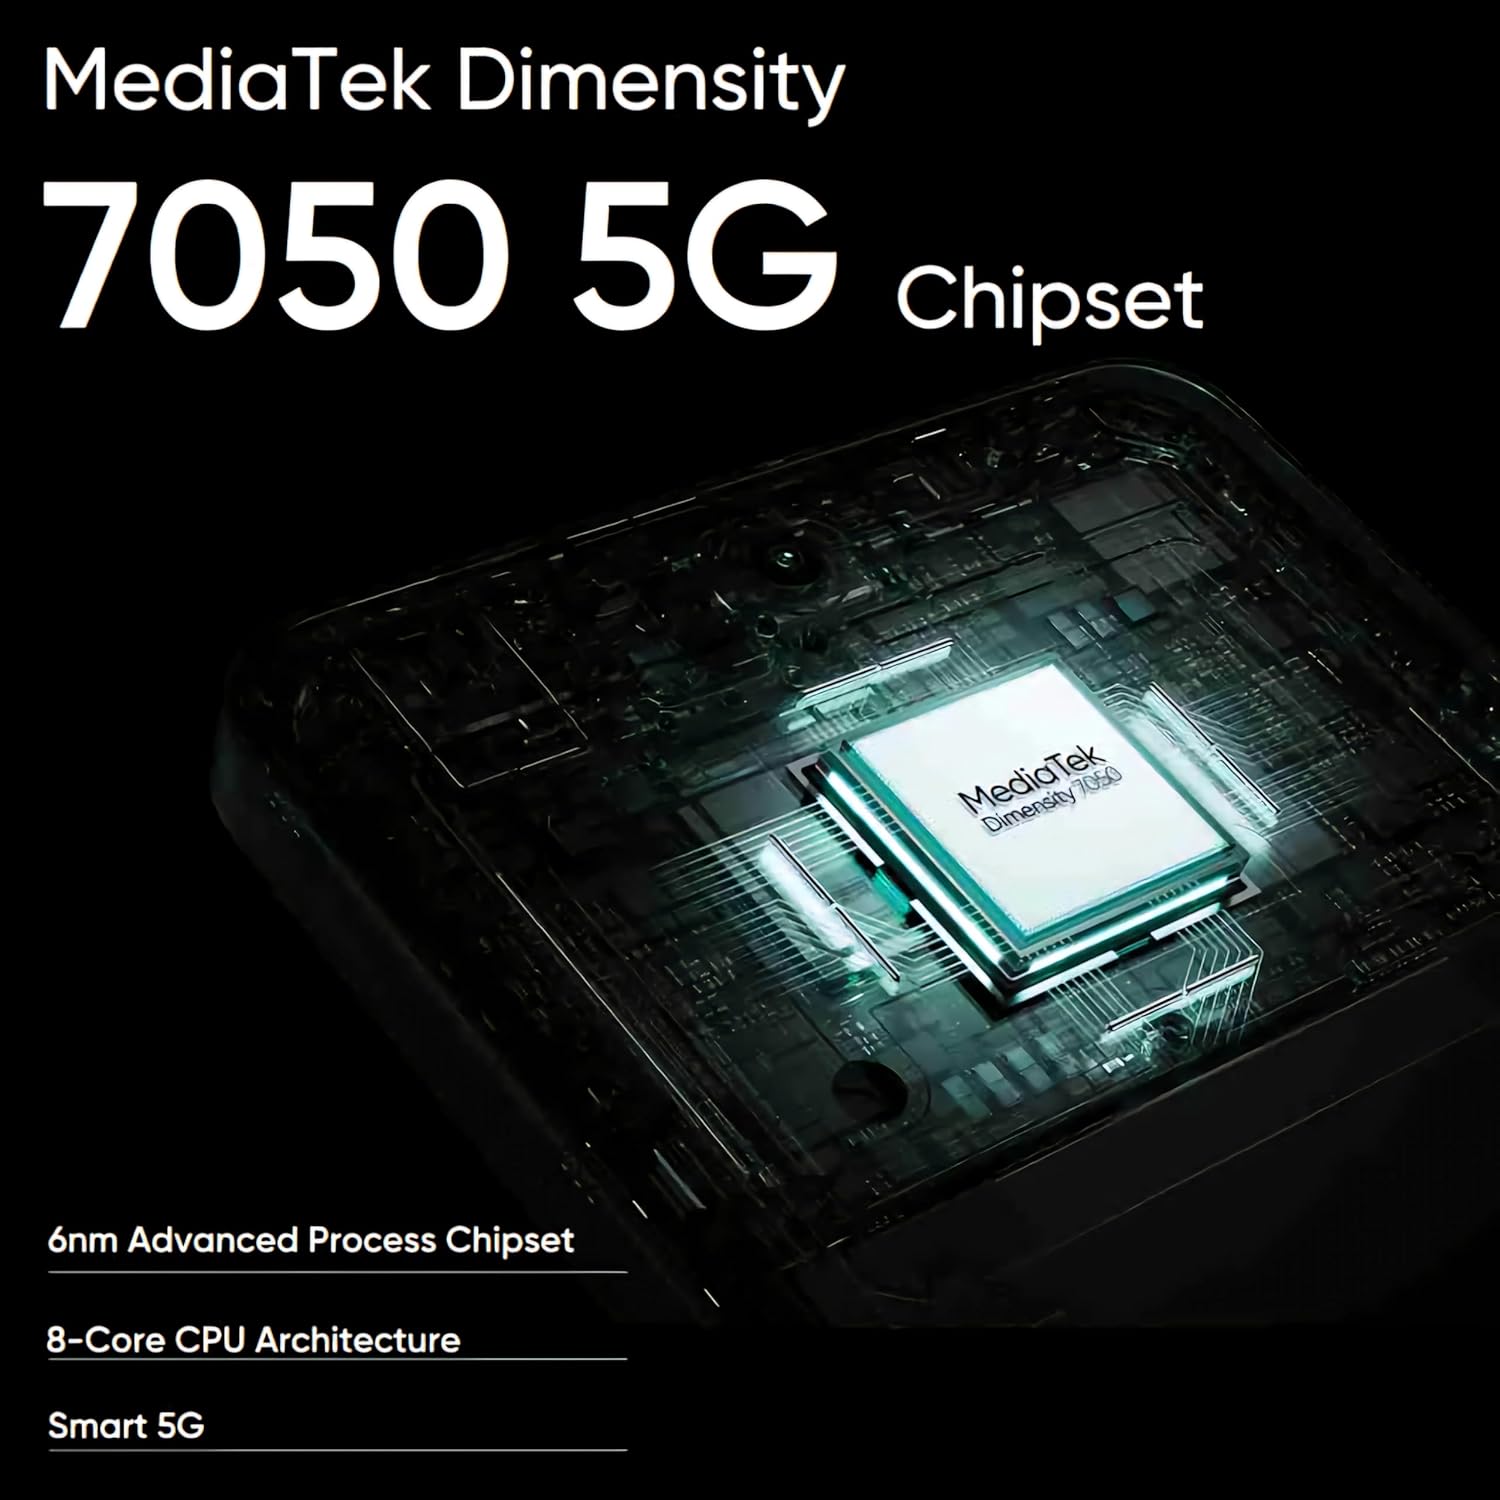 MediaTek Dimensity
7050 5G Chipset
MediaTek
Dimensity 7050
6nm Advanced Process Chipset
8-Core CPU Architecture
Smart 5G